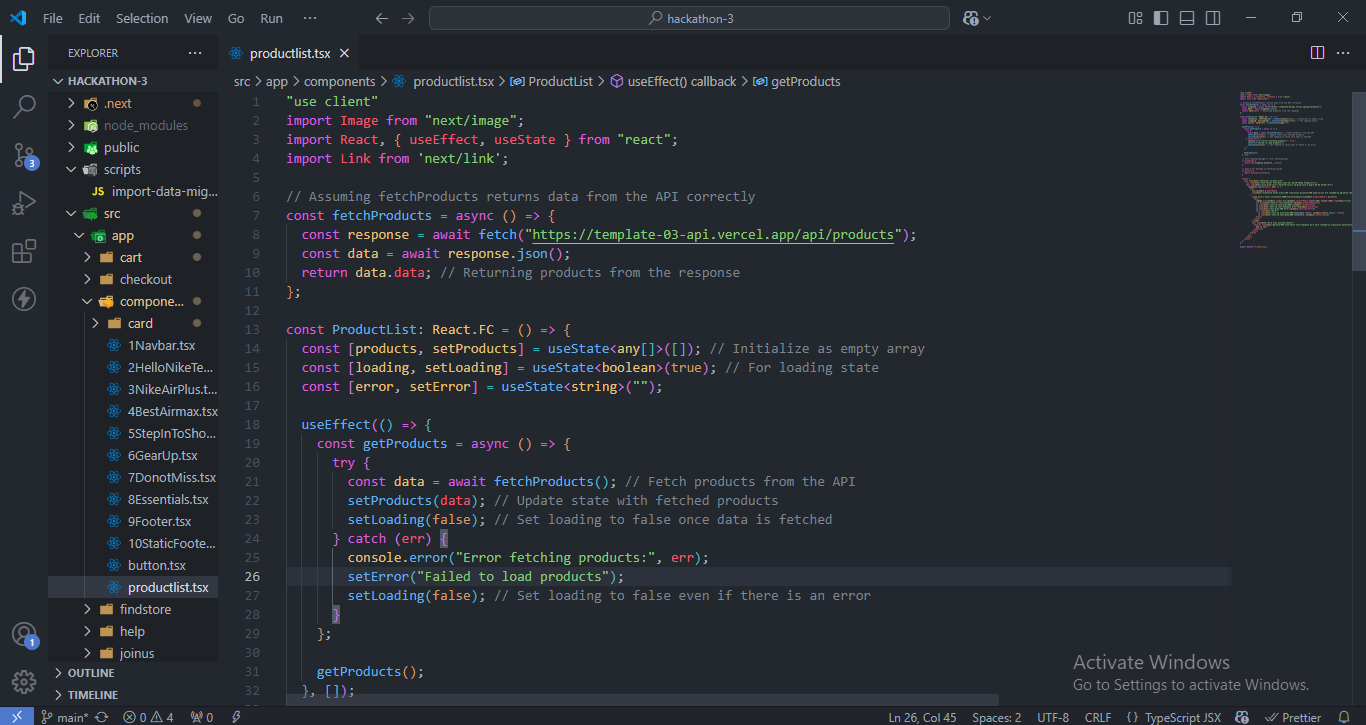 File Edit Selection View Go Run ··· hackathon-3
EXPLORER ···
HACKATHON-3
.next
node_modules
public
scripts
JS import-data-mig...
src
app
cart
checkout
compone...
card
1Navbar.tsx
2HelloNikeTe...
3NikeAirPlus.t...
4BestAirmax.tsx
5StepInToSho...
6GearUp.tsx
7DonotMiss.tsx
8Essentials.tsx
9Footer.tsx
10StaticFoote...
button.tsx
productlist.tsx
findstore
help
joinus
OUTLINE
TIMELINE
3
1
productlist.tsx
src > app > components > productlist.tsx > ProductList > useEffect() callback > getProducts
1 "use client"
2 import Image from "next/image";
3 import React, { useEffect, useState } from "react";
4 import Link from 'next/link';
5
6 // Assuming fetchProducts returns data from the API correctly
7 const fetchProducts = async () => {
8 const response = await fetch("https://template-03-api.vercel.app/api/products");
9 const data = await response.json();
10 return data.data; // Returning products from the response
11 };
12
13 const ProductList: React.FC = () => {
14 const [products, setProducts] = useState<any[]>([]); // Initialize as empty array
15 const [loading, setLoading] = useState<boolean>(true); // For loading state
16 const [error, setError] = useState<string>("");
17
18 useEffect(() => {
19 const getProducts = async () => {
20 try {
21 const data = await fetchProducts(); // Fetch products from the API
22 setProducts(data); // Update state with fetched products
23 setLoading(false); // Set loading to false once data is fetched
24 } catch (err) {
25 console.error("Error fetching products:", err);
26 setError("Failed to load products");
27 setLoading(false); // Set loading to false even if there is an error
28 }
29 };
30
31 getProducts();
32 }, []);
Activate Windows
Go to Settings to activate Windows.
main* 0 4 0 Ln 26, Col 45 Spaces: 2 UTF-8 CRLF {} TypeScript JSX Prettier